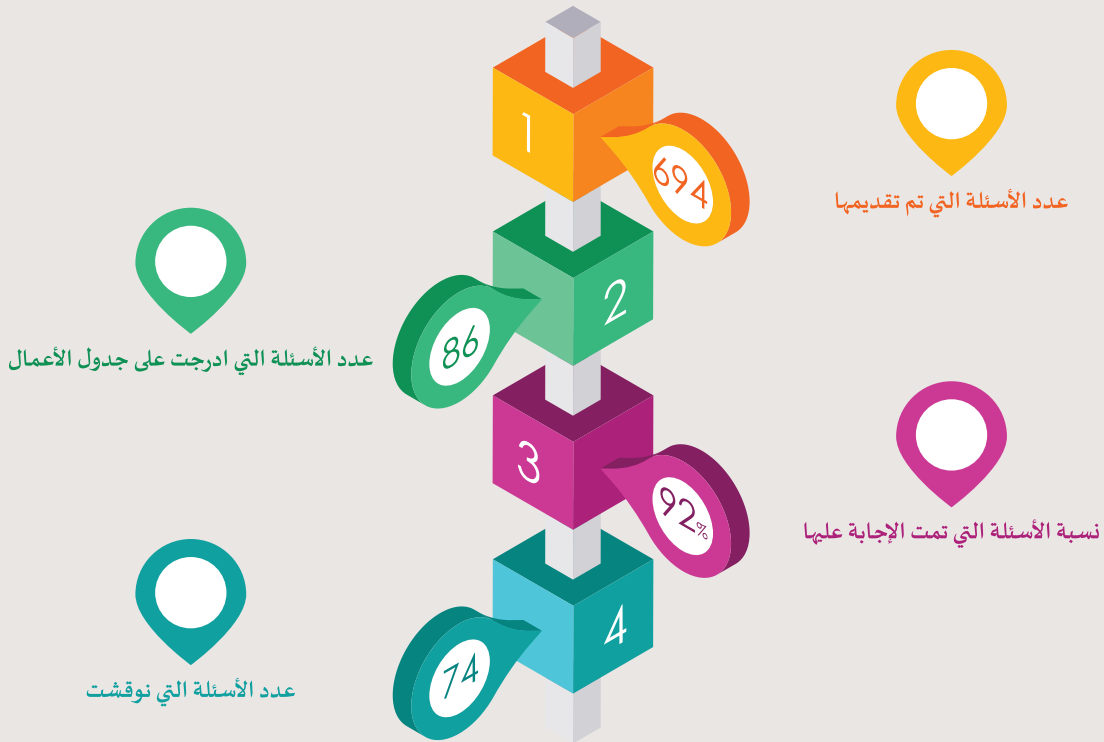 1
694
عدد الأسئلة التي تم تقديمها
2
86
عدد الأسئلة التي ادرجت على جدول الأعمال
3
92%
نسبة الأسئلة التي تمت الإجابة عليها
4
74
عدد الأسئلة التي نوقشت